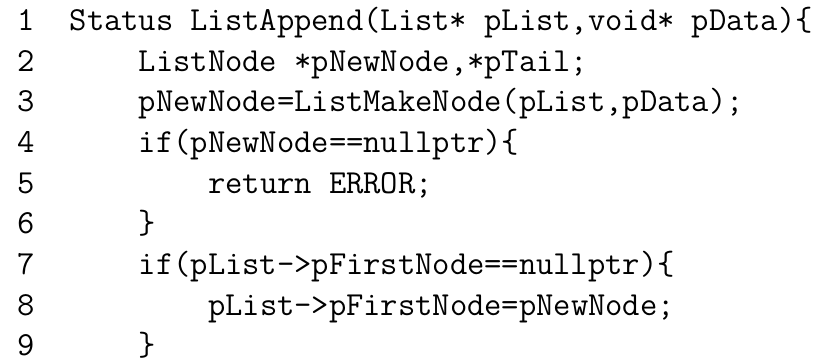 1 Status ListAppend(List* pList,void* pData){
2     ListNode *pNewNode,*pTail;
3     pNewNode=ListMakeNode(pList,pData);
4     if(pNewNode==nullptr){
5         return ERROR;
6     }
7     if(pList->pFirstNode==nullptr){
8         pList->pFirstNode=pNewNode;
9     }